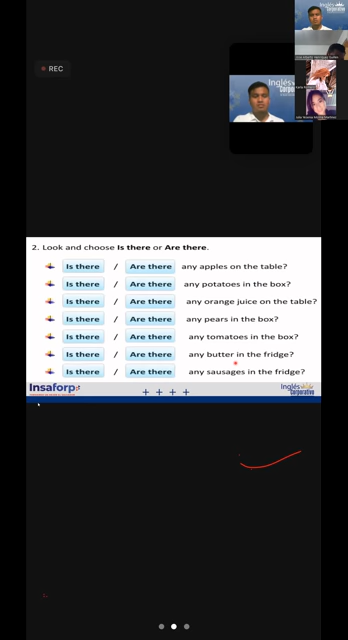 REC
Inglés
Corporativo
Inglés
Corpo
2. Look and choose Is there or Are there.
Is there / Are there any apples on the table?
Is there / Are there any potatoes in the box?
Is there / Are there any orange juice on the table?
Is there / Are there any pears in the box?
Is there / Are there any tomatoes in the box?
Is there / Are there any butter in the fridge?
Is there / Are there any sausages in the fridge?
Insaforp
Inglés
Corporativo